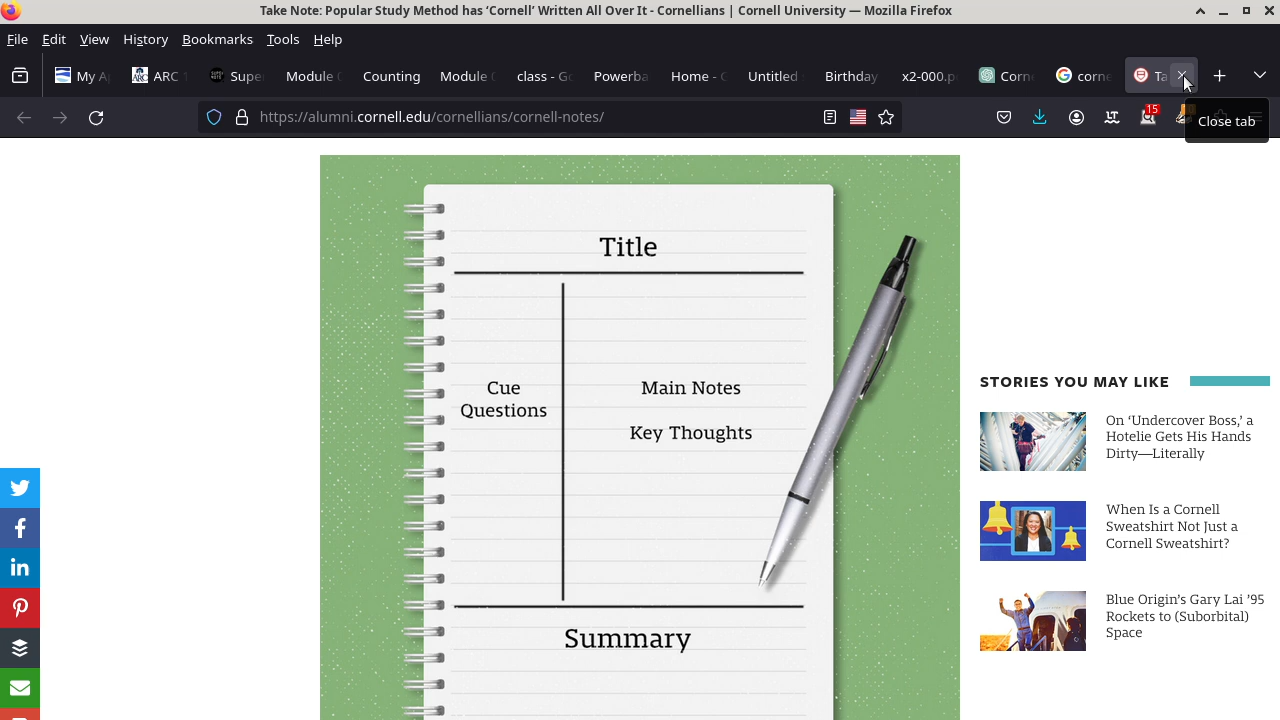 Take Note: Popular Study Method has ‘Cornell’ Written All Over It - Cornellians | Cornell University — Mozilla Firefox
File Edit View History Bookmarks Tools Help
My A ARC Supe Module Counting Module class - G Powerba Home - Untitled Birthday x2-000.p Corn corne Ta
https://alumni.cornell.edu/cornellians/cornell-notes/
15
Close tab
Title
Cue
Questions
Main Notes
Key Thoughts
Summary
STORIES YOU MAY LIKE
On ‘Undercover Boss,’ a
Hotelie Gets His Hands
Dirty—Literally
When Is a Cornell
Sweatshirt Not Just a
Cornell Sweatshirt?
Blue Origin’s Gary Lai ’95
Rockets to (Suborbital)
Space